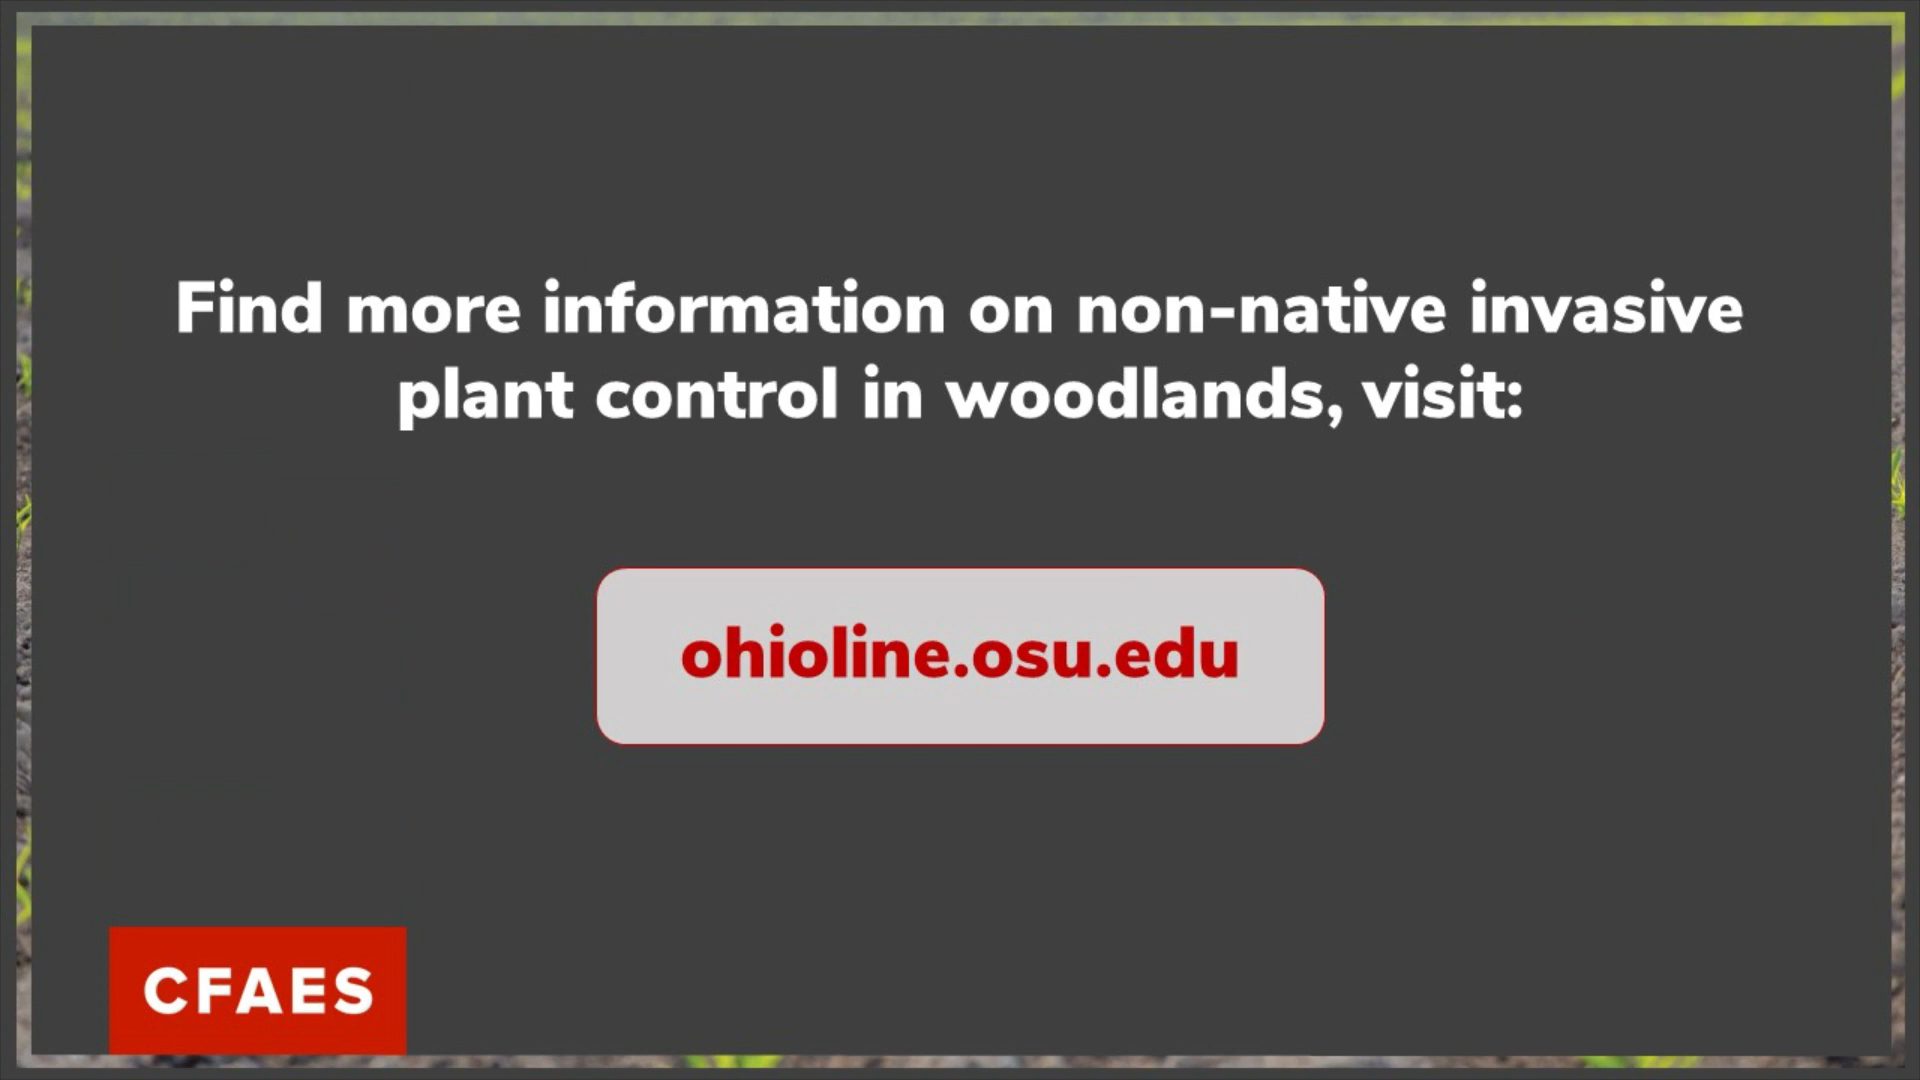 Find more information on non-native invasive
plant control in woodlands, visit:
ohioline.osu.edu
CFAES